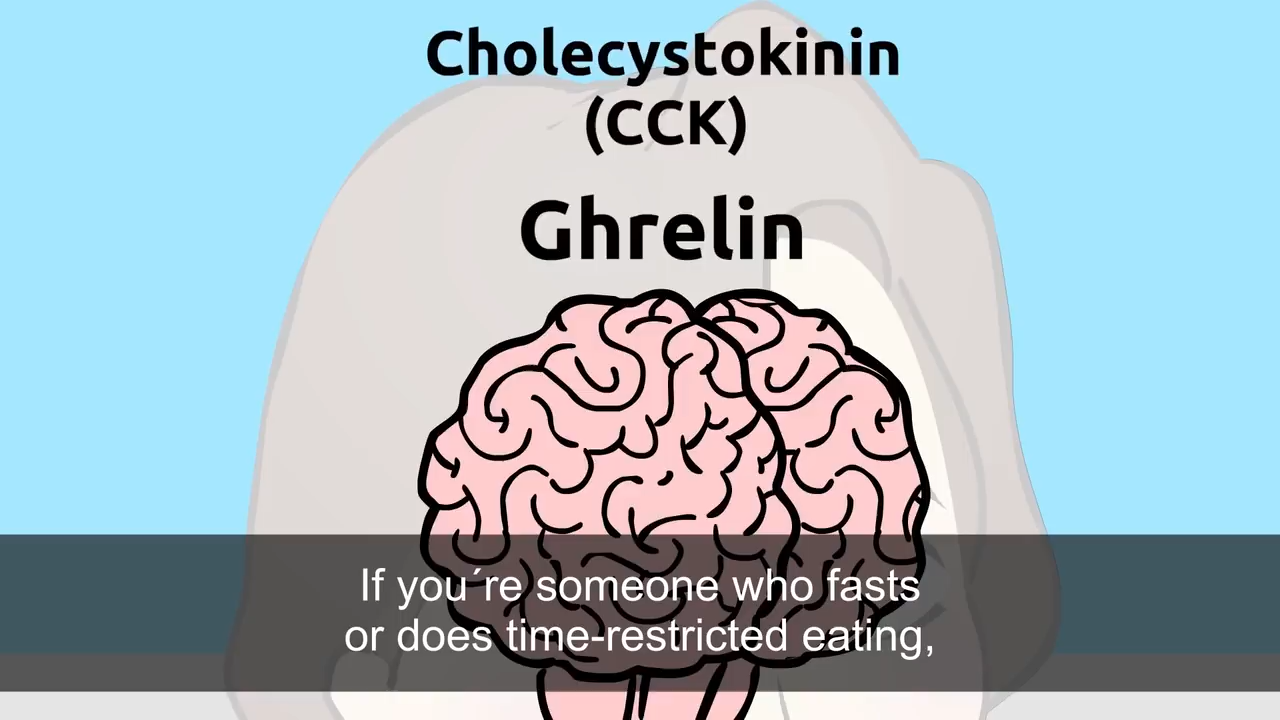 Cholecystokinin
(CCK)
Ghrelin
If you´re someone who fasts
or does time-restricted eating,